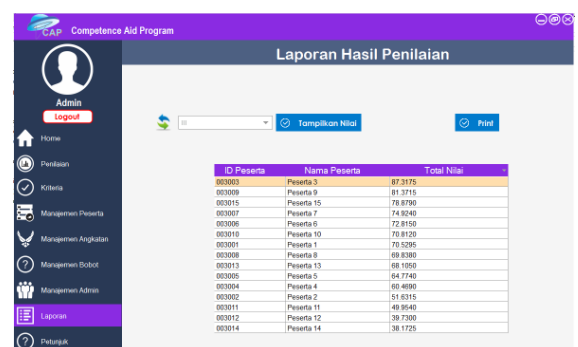 CAP Competence Aid Program
Laporan Hasil Penilaian
Admin
Logout
Home
Penilaian
Kriteria
Manajemen Peserta
Manajemen Angkatan
Manajemen Bobot
Manajemen Admin
Laporan
Petunjuk
III
Tampilkan Nilai
Print
ID Peserta Nama Peserta Total Nilai
003003 Peserta 3 87.3175
003009 Peserta 9 81.3715
003015 Peserta 15 78.8790
003007 Peserta 7 74.9240
003006 Peserta 6 72.8150
003010 Peserta 10 70.8120
003001 Peserta 1 70.5295
003008 Peserta 8 69.8380
003013 Peserta 13 68.1050
003005 Peserta 5 64.7740
003004 Peserta 4 60.4690
003002 Peserta 2 51.6315
003011 Peserta 11 49.9540
003012 Peserta 12 39.7300
003014 Peserta 14 38.1725